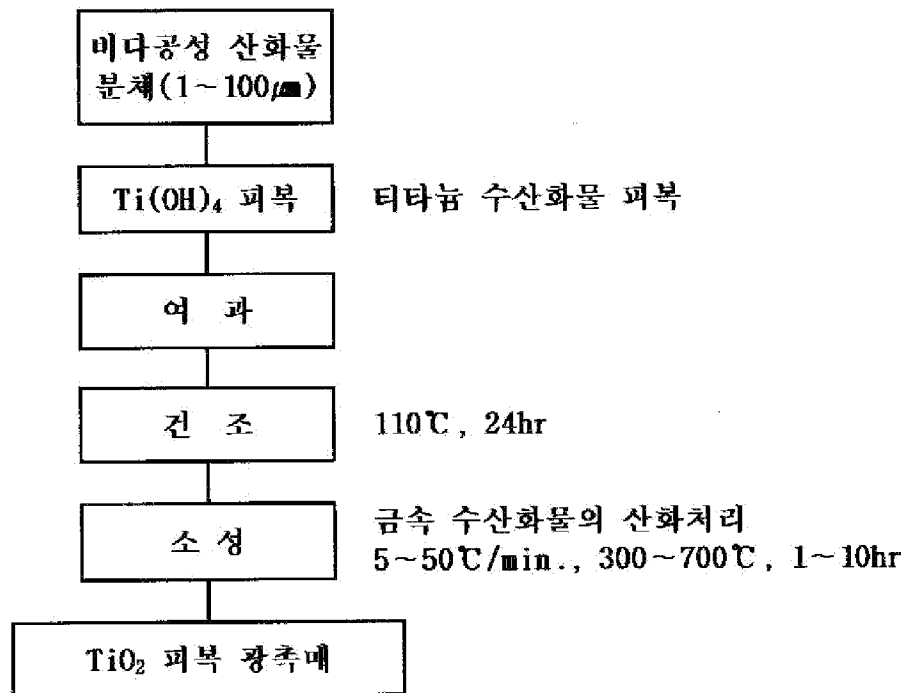 비다공성 산화물
분체(1~100㎛)
Ti(OH)₄ 피복
티타늄 수산화물 피복
여 과
건 조
110℃, 24hr
소 성
금속 수산화물의 산화처리
5~50℃/min., 300~700℃, 1~10hr
TiO₂ 피복 광촉매